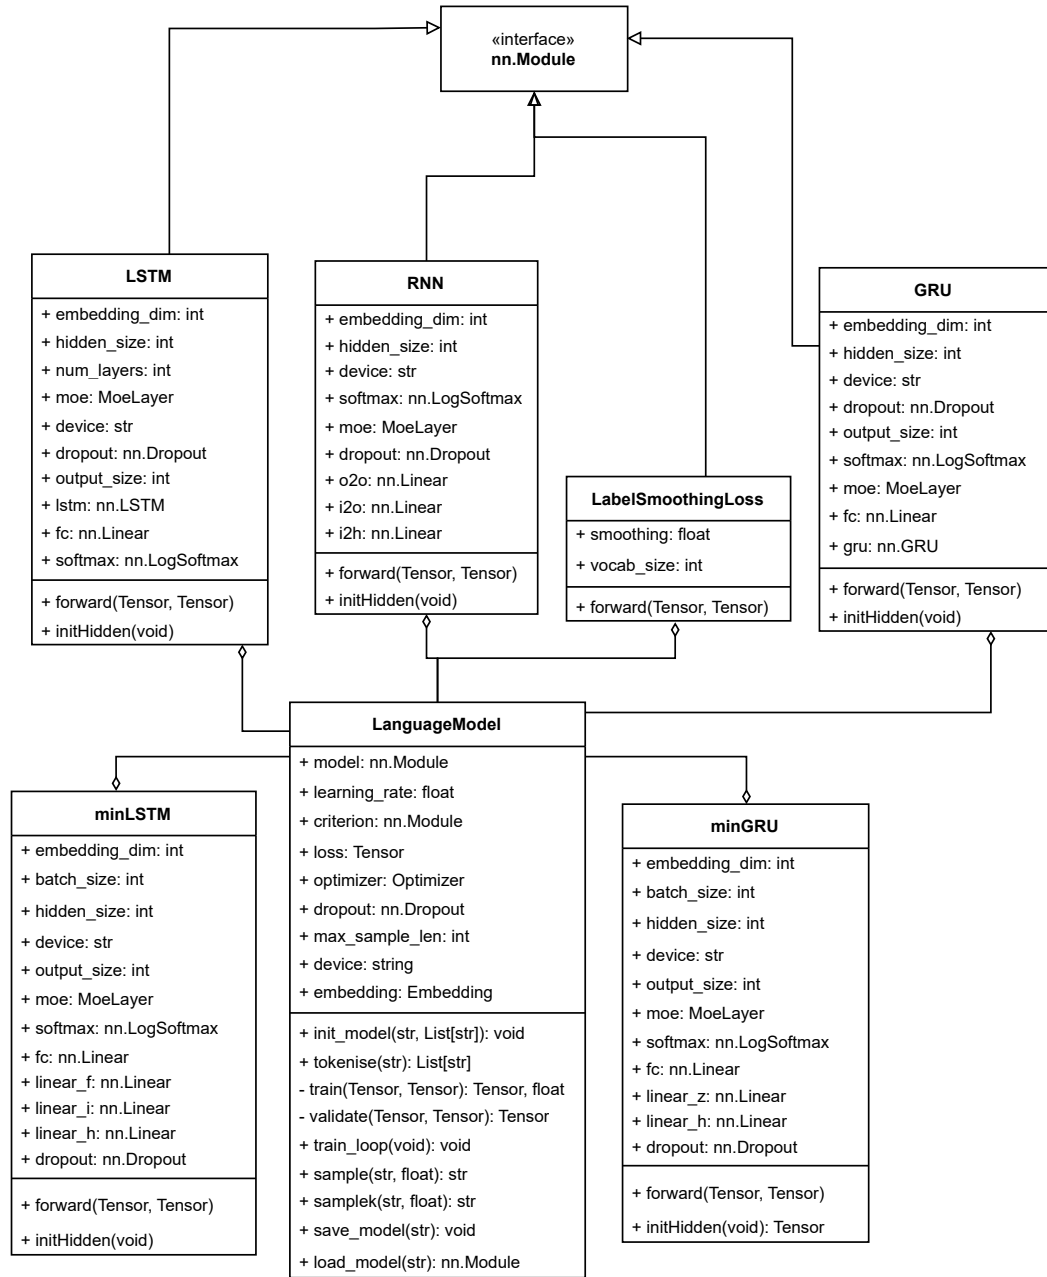 «interface»
nn.Module
LSTM
+ embedding_dim: int
+ hidden_size: int
+ num_layers: int
+ moe: MoeLayer
+ device: str
+ dropout: nn.Dropout
+ output_size: int
+ lstm: nn.LSTM
+ fc: nn.Linear
+ softmax: nn.LogSoftmax
+ forward(Tensor, Tensor)
+ initHidden(void)
RNN
+ embedding_dim: int
+ hidden_size: int
+ device: str
+ softmax: nn.LogSoftmax
+ moe: MoeLayer
+ dropout: nn.Dropout
+ o2o: nn.Linear
+ i2o: nn.Linear
+ i2h: nn.Linear
+ forward(Tensor, Tensor)
+ initHidden(void)
LabelSmoothingLoss
+ smoothing: float
+ vocab_size: int
+ forward(Tensor, Tensor)
GRU
+ embedding_dim: int
+ hidden_size: int
+ device: str
+ dropout: nn.Dropout
+ output_size: int
+ softmax: nn.LogSoftmax
+ moe: MoeLayer
+ fc: nn.Linear
+ gru: nn.GRU
+ forward(Tensor, Tensor)
+ initHidden(void)
minLSTM
+ embedding_dim: int
+ batch_size: int
+ hidden_size: int
+ device: str
+ output_size: int
+ moe: MoeLayer
+ softmax: nn.LogSoftmax
+ fc: nn.Linear
+ linear_f: nn.Linear
+ linear_i: nn.Linear
+ linear_h: nn.Linear
+ dropout: nn.Dropout
+ forward(Tensor, Tensor)
+ initHidden(void)
LanguageModel
+ model: nn.Module
+ learning_rate: float
+ criterion: nn.Module
+ loss: Tensor
+ optimizer: Optimizer
+ dropout: nn.Dropout
+ max_sample_len: int
+ device: string
+ embedding: Embedding
+ init_model(str, List[str]): void
+ tokenise(str): List[str]
- train(Tensor, Tensor): Tensor, float
- validate(Tensor, Tensor): Tensor
+ train_loop(void): void
+ sample(str, float): str
+ samplek(str, float): str
+ save_model(str): void
+ load_model(str): nn.Module
minGRU
+ embedding_dim: int
+ batch_size: int
+ hidden_size: int
+ device: str
+ output_size: int
+ moe: MoeLayer
+ softmax: nn.LogSoftmax
+ fc: nn.Linear
+ linear_z: nn.Linear
+ linear_h: nn.Linear
+ dropout: nn.Dropout
+ forward(Tensor, Tensor)
+ initHidden(void): Tensor